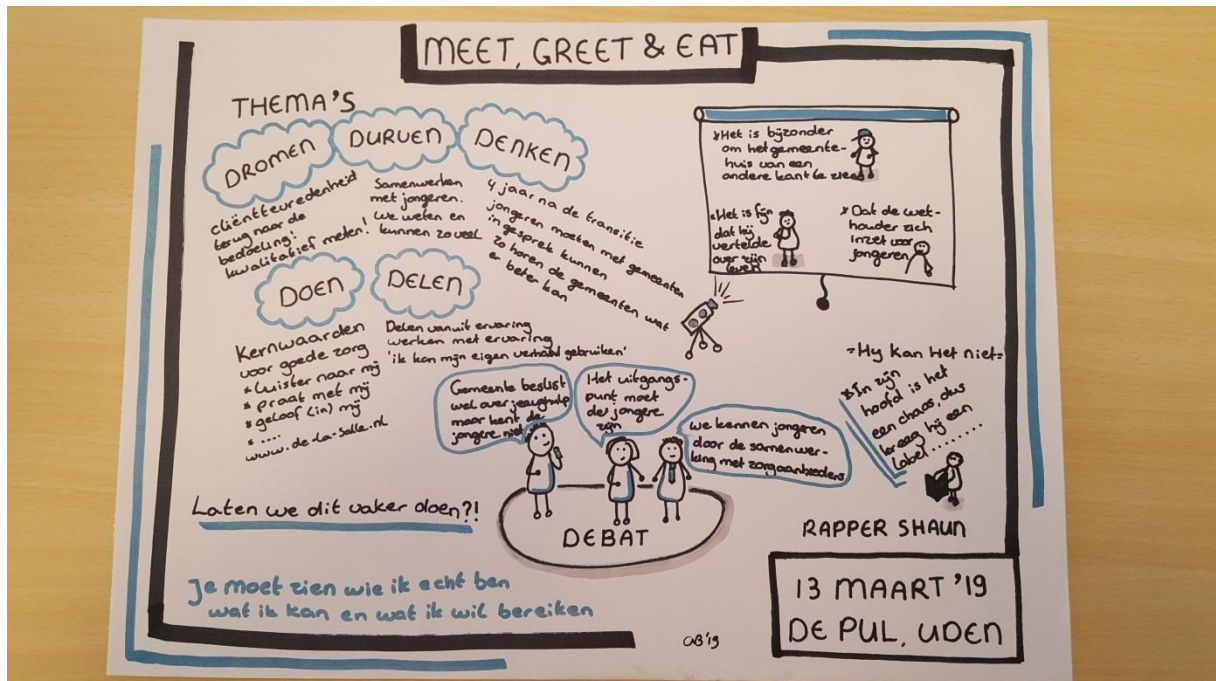 MEET, GREET & EAT
THEMA'S
DROMEN
cliëntteuredenheid
terug naar de
bedoeling!
kwalitatief meten!
DURVEN
Samenwerken
met jongeren.
We weten en
kunnen zo veel
DENKEN
4 jaar na de transitie
jongeren moeten met gemeenten
in gesprek kunnen
zo horen de gemeenten wat
er beter kan
DOEN
Kernwaarden
voor goede zorg
* Luister naar mij
* praat met mij
* geloof (in) mij
* ....
www.de-La-Salle.nl
DELEN
Delen vanuit ervaring
werken met ervaring
'ik kan mijn eigen verhaal gebruiken'
* Het is bijzonder
om het gemeente-
huis van een
andere kant te zien
* Het is fijn
dat hij
vertelde
over zijn
leven
* Dat de wet-
houder zich
inzet voor
jongeren
Gemeente beslist
wel over jeugdhulp
maar kent de
jongere niet
Het uitgangs-
punt moet
de jongere
zijn
we kennen jongeren
door de samenwer-
king met zorgaanbieders
DEBAT
=Hy kan Het niet=
* In zijn
hoofd is het
een chaos, dus
kreeg hij een
Label........
RAPPER SHAUN
Laten we dit vaker doen?!
Je moet zien wie ik echt ben
wat ik kan en wat ik wil bereiken
13 MAART '19
DE PUL, UDEN